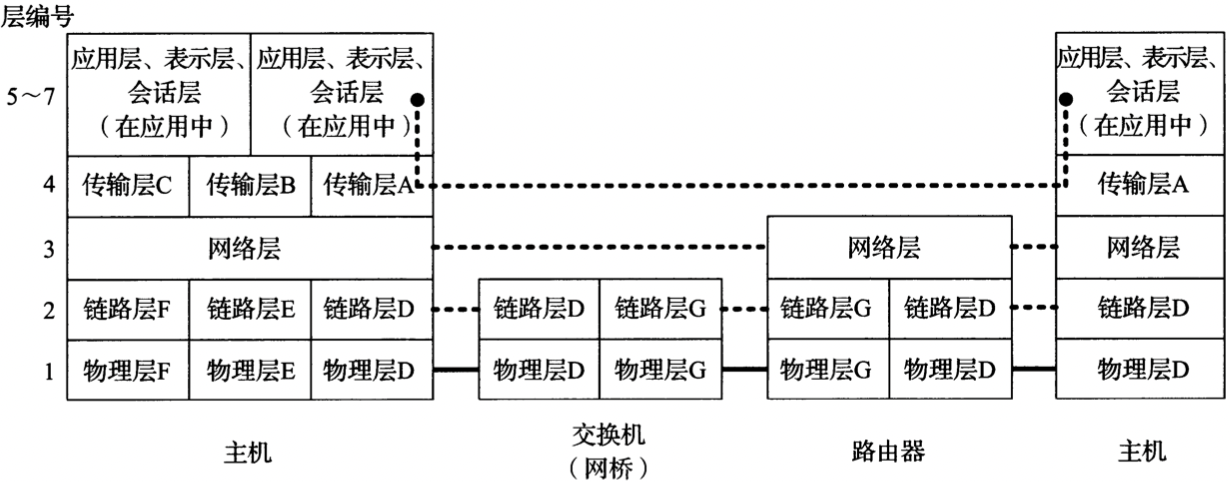 层编号
5～7
应用层、表示层、
会话层
（在应用中）
应用层、表示层、
会话层
（在应用中）
应用层、表示层、
会话层
（在应用中）
4
传输层C
传输层B
传输层A
传输层A
3
网络层
网络层
网络层
2
链路层F
链路层E
链路层D
链路层D
链路层G
链路层G
链路层D
链路层D
1
物理层F
物理层E
物理层D
物理层D
物理层G
物理层G
物理层D
物理层D
主机
交换机
（网桥）
路由器
主机